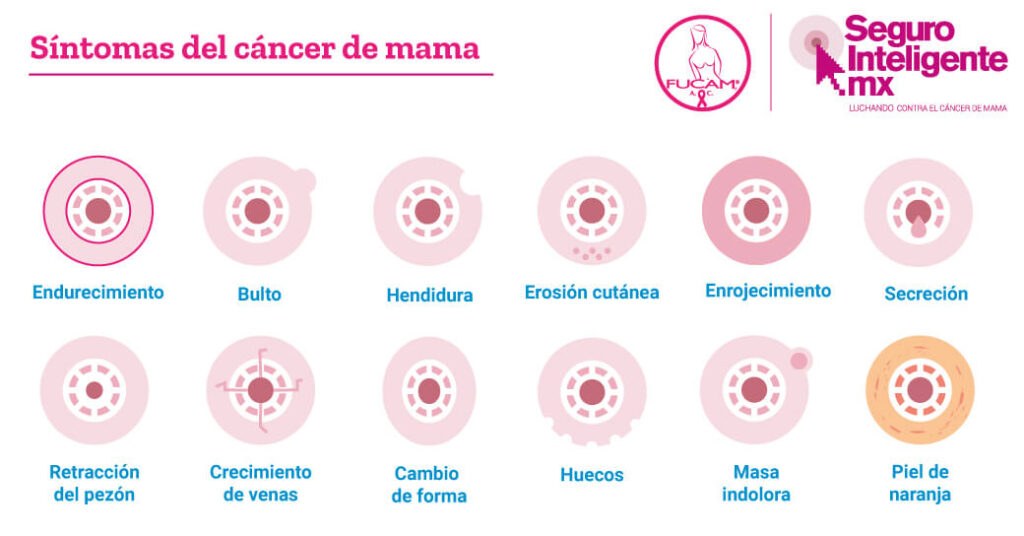 Síntomas del cáncer de mama
FUCAM®
A. C.
Seguro
Inteligente
.mx
LUCHANDO CONTRA EL CÁNCER DE MAMA
Endurecimiento
Bulto
Hendidura
Erosión cutánea
Enrojecimiento
Secreción
Retracción
del pezón
Crecimiento
de venas
Cambio
de forma
Huecos
Masa
indolora
Piel de
naranja